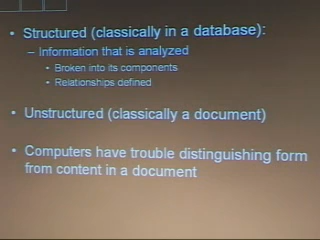 • Structured (classically in a database):
– Information that is analyzed
• Broken into its components
• Relationships defined
• Unstructured (classically a document)
• Computers have trouble distinguishing form
from content in a document